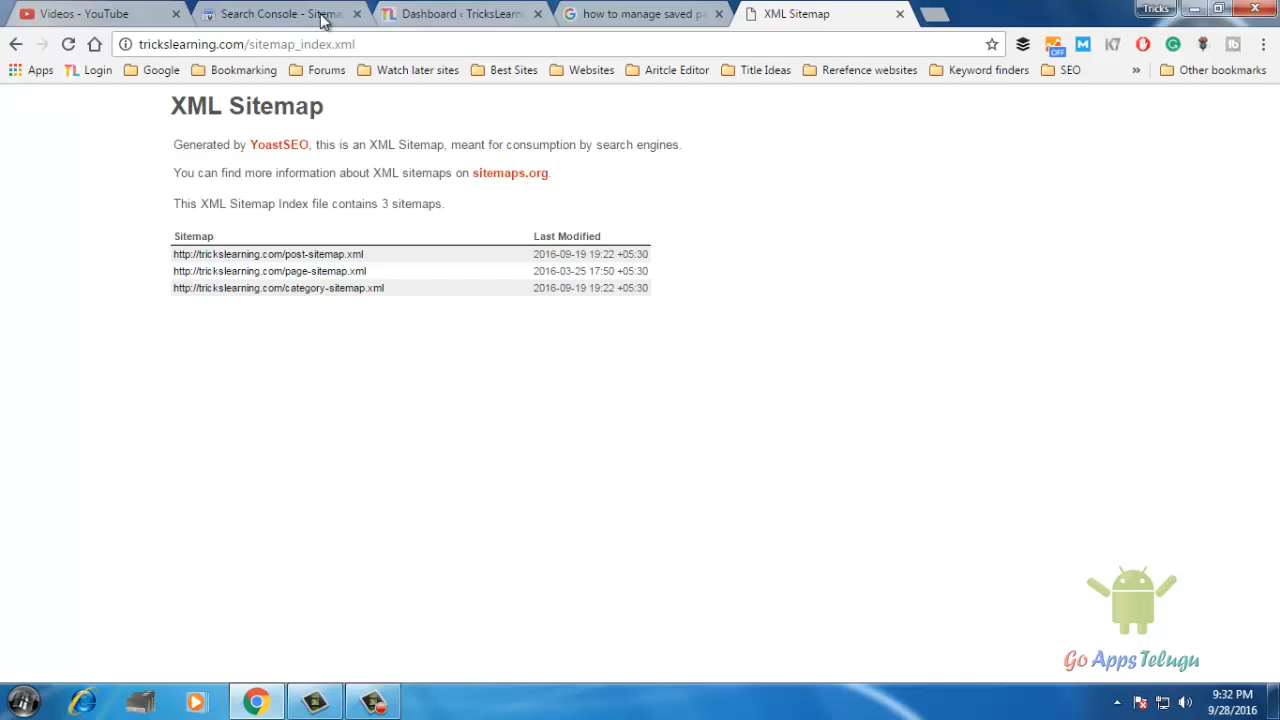 Videos - YouTube
Search Console - Sitema
Dashboard ‹ TricksLearn
how to manage saved pa
XML Sitemap
Tricks
trickslearning.com/sitemap_index.xml
OFF
Apps
Login
Google
Bookmarking
Forums
Watch later sites
Best Sites
Websites
Aritcle Editor
Title Ideas
Rerefence websites
Keyword finders
SEO
»
Other bookmarks
XML Sitemap
Generated by YoastSEO, this is an XML Sitemap, meant for consumption by search engines.
You can find more information about XML sitemaps on sitemaps.org.
This XML Sitemap Index file contains 3 sitemaps.
Sitemap Last Modified
http://trickslearning.com/post-sitemap.xml 2016-09-19 19:22 +05:30
http://trickslearning.com/page-sitemap.xml 2016-03-25 17:50 +05:30
http://trickslearning.com/category-sitemap.xml 2016-09-19 19:22 +05:30
Go Apps Telugu
9:32 PM
9/28/2016